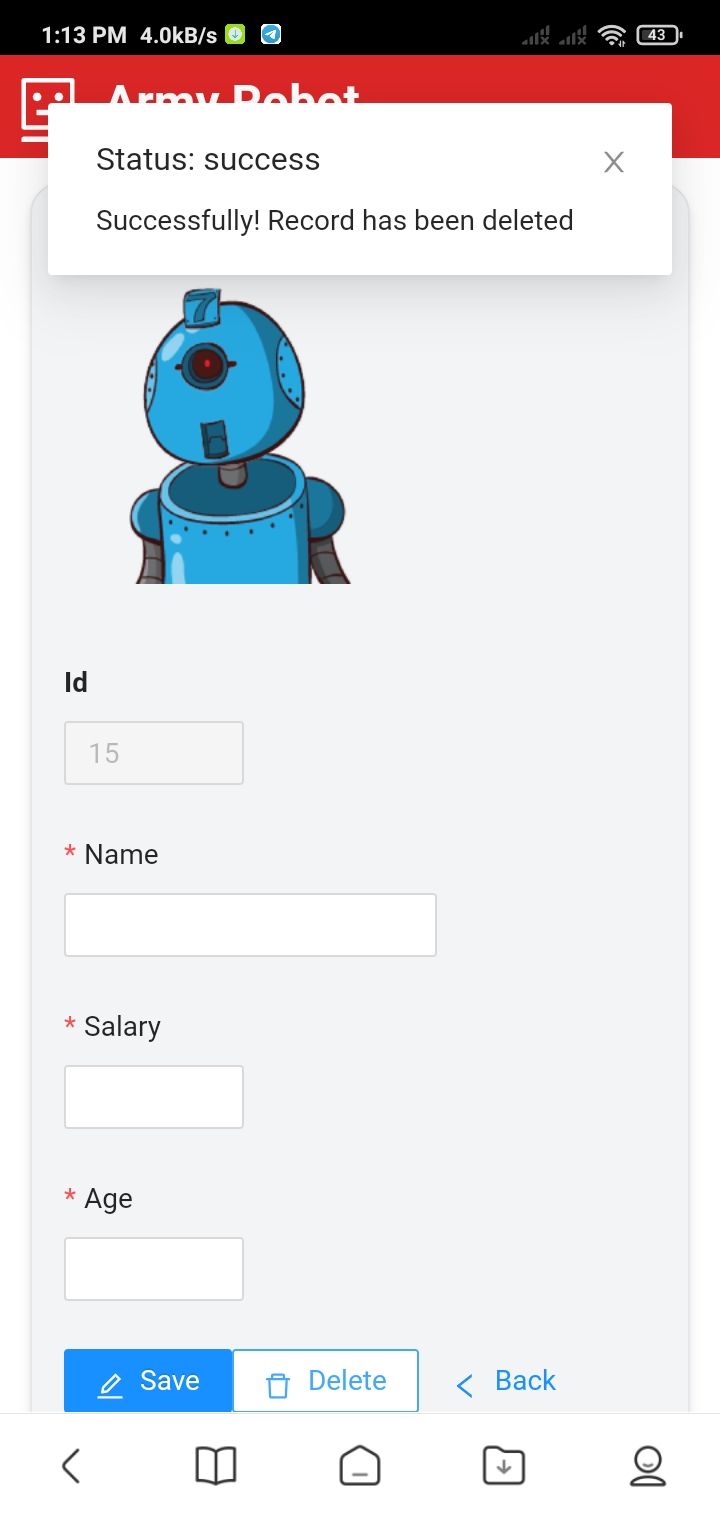 1:13 PM 4.0kB/s 43
Army Robot
Status: success
Successfully! Record has been deleted
7
Id
15
* Name
* Salary
* Age
Save Delete Back